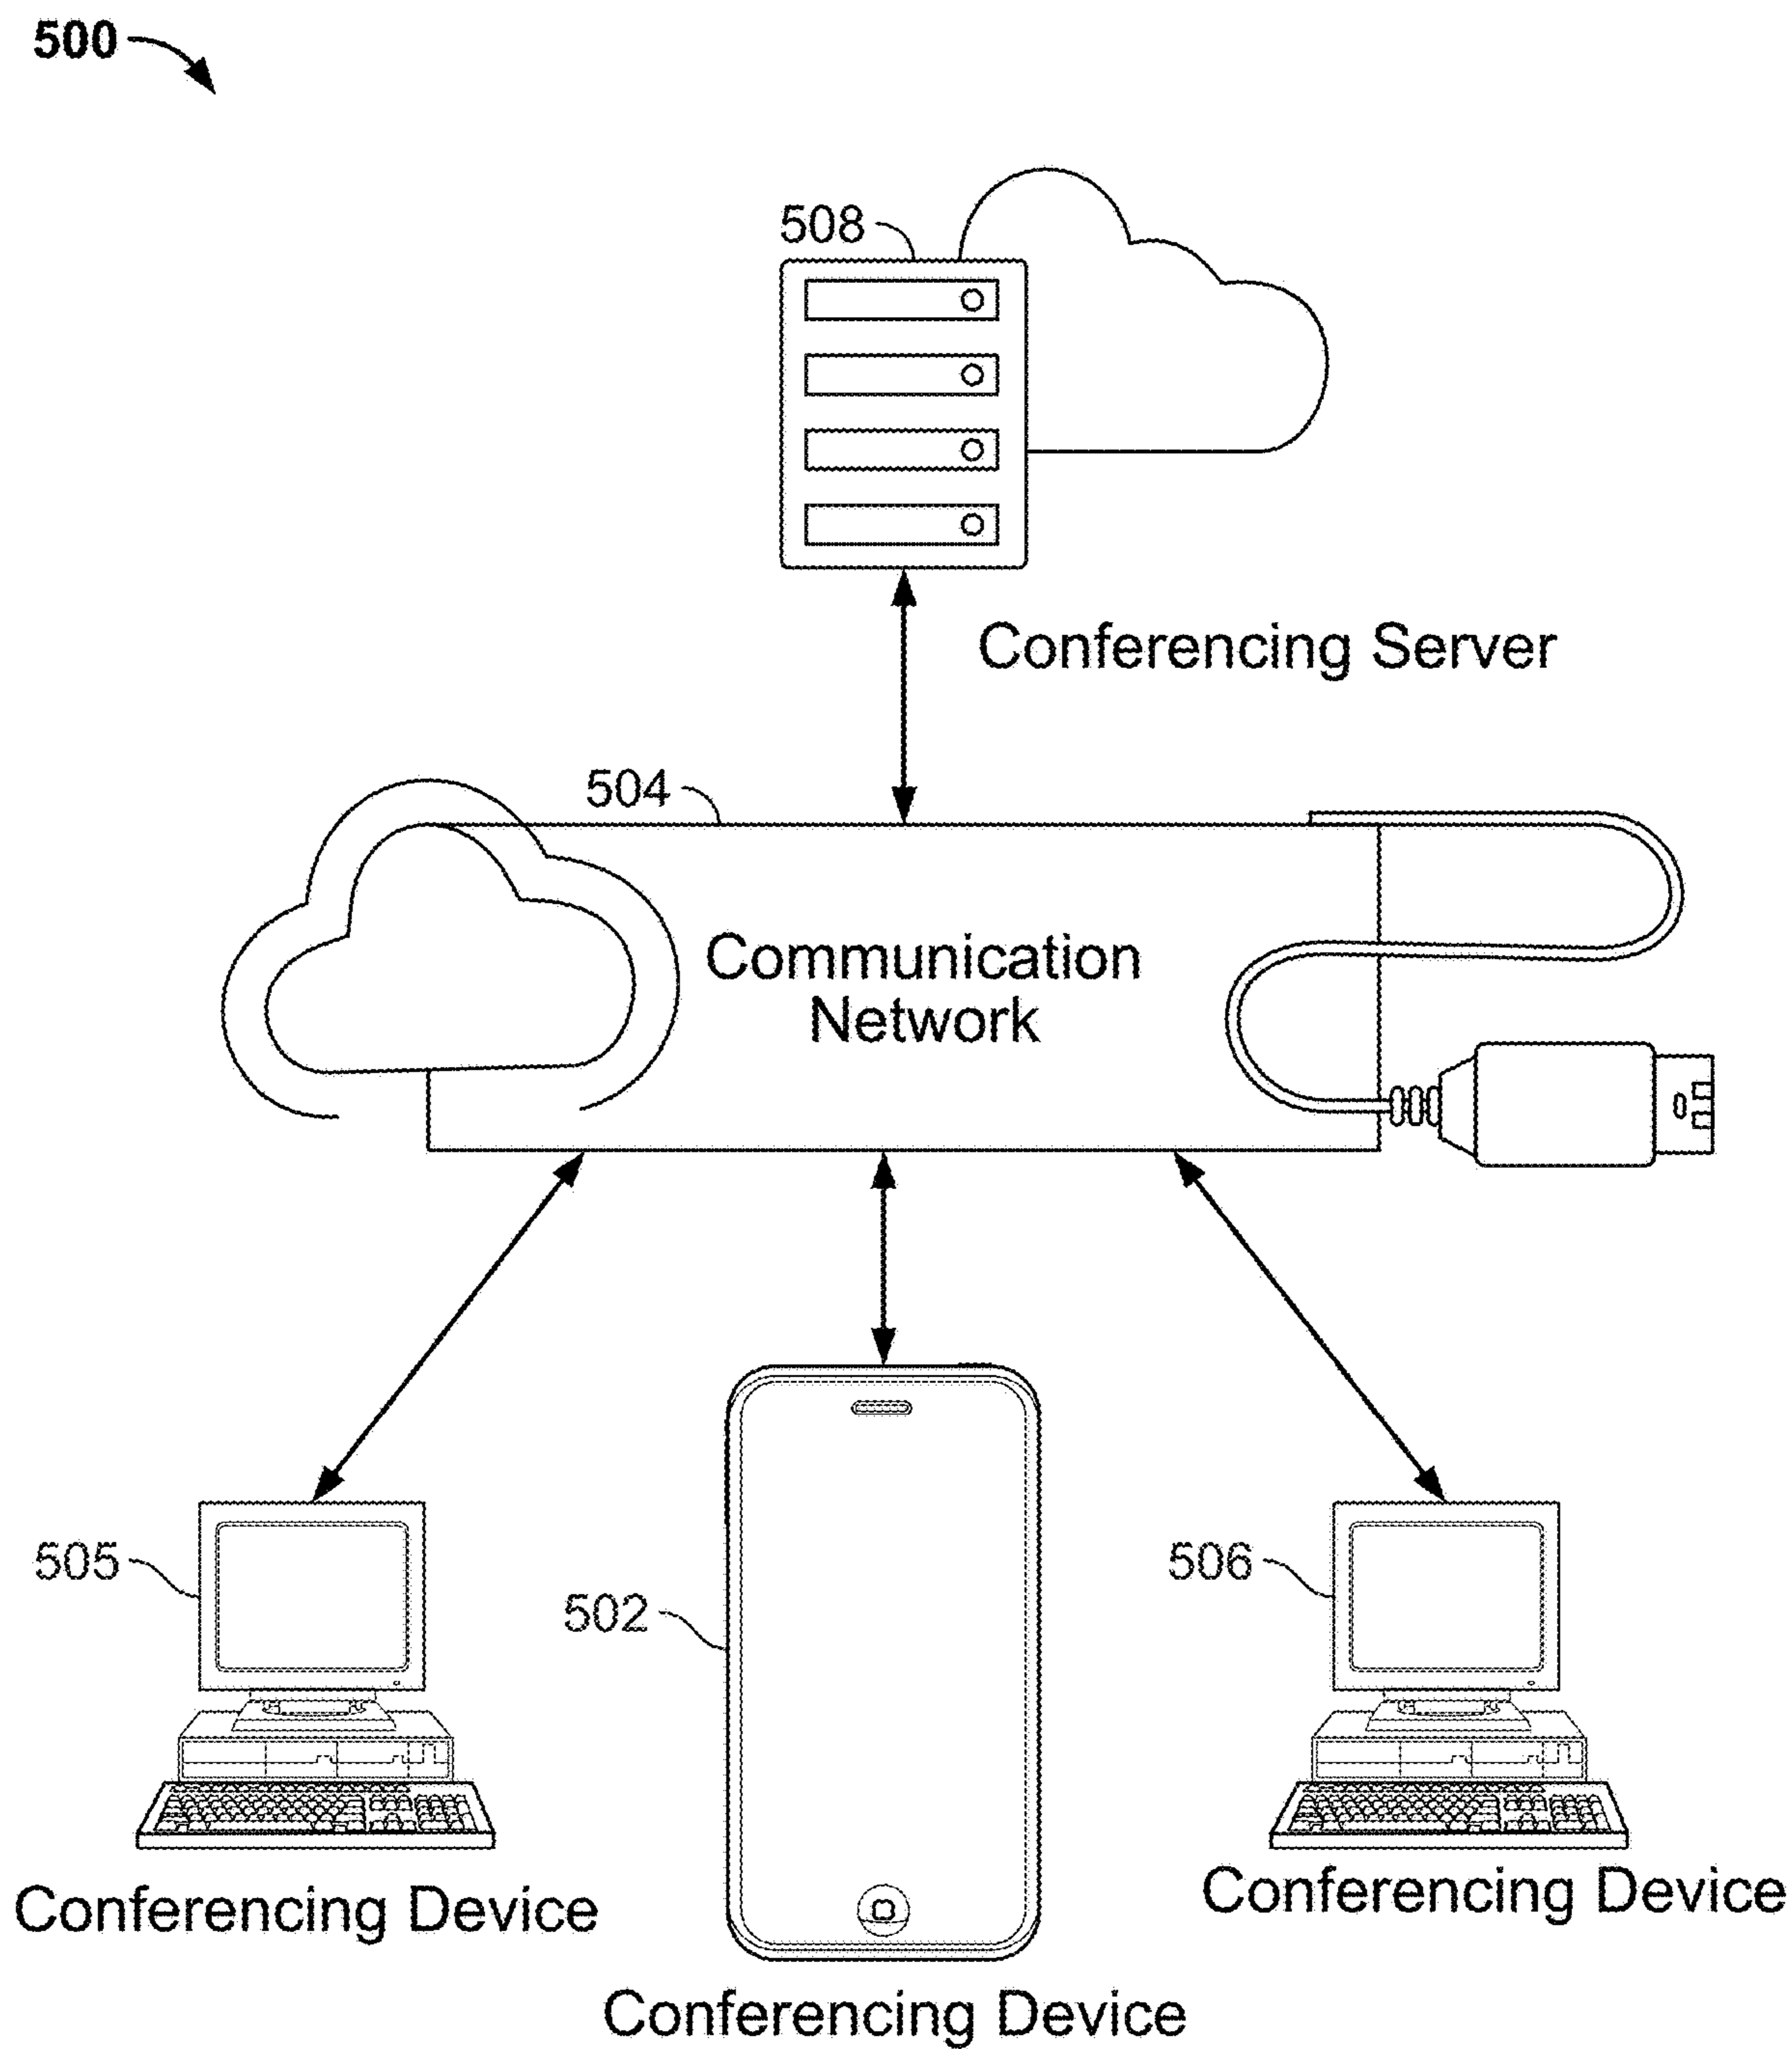 500
508
Conferencing Server
504
Communication
Network
505
502
506
Conferencing Device
Conferencing Device
Conferencing Device